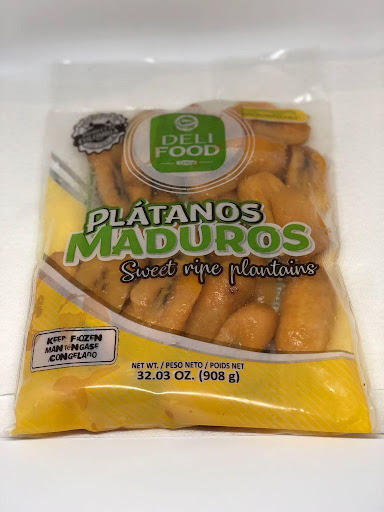 DELI
FOOD
PLÁTANOS
MADUROS
Sweet ripe plantains
KEEP FROZEN
MANTÉNGASE
CONGELADO
NET WT. / PESO NETO / POIDS NET
32.03 OZ. (908 g)